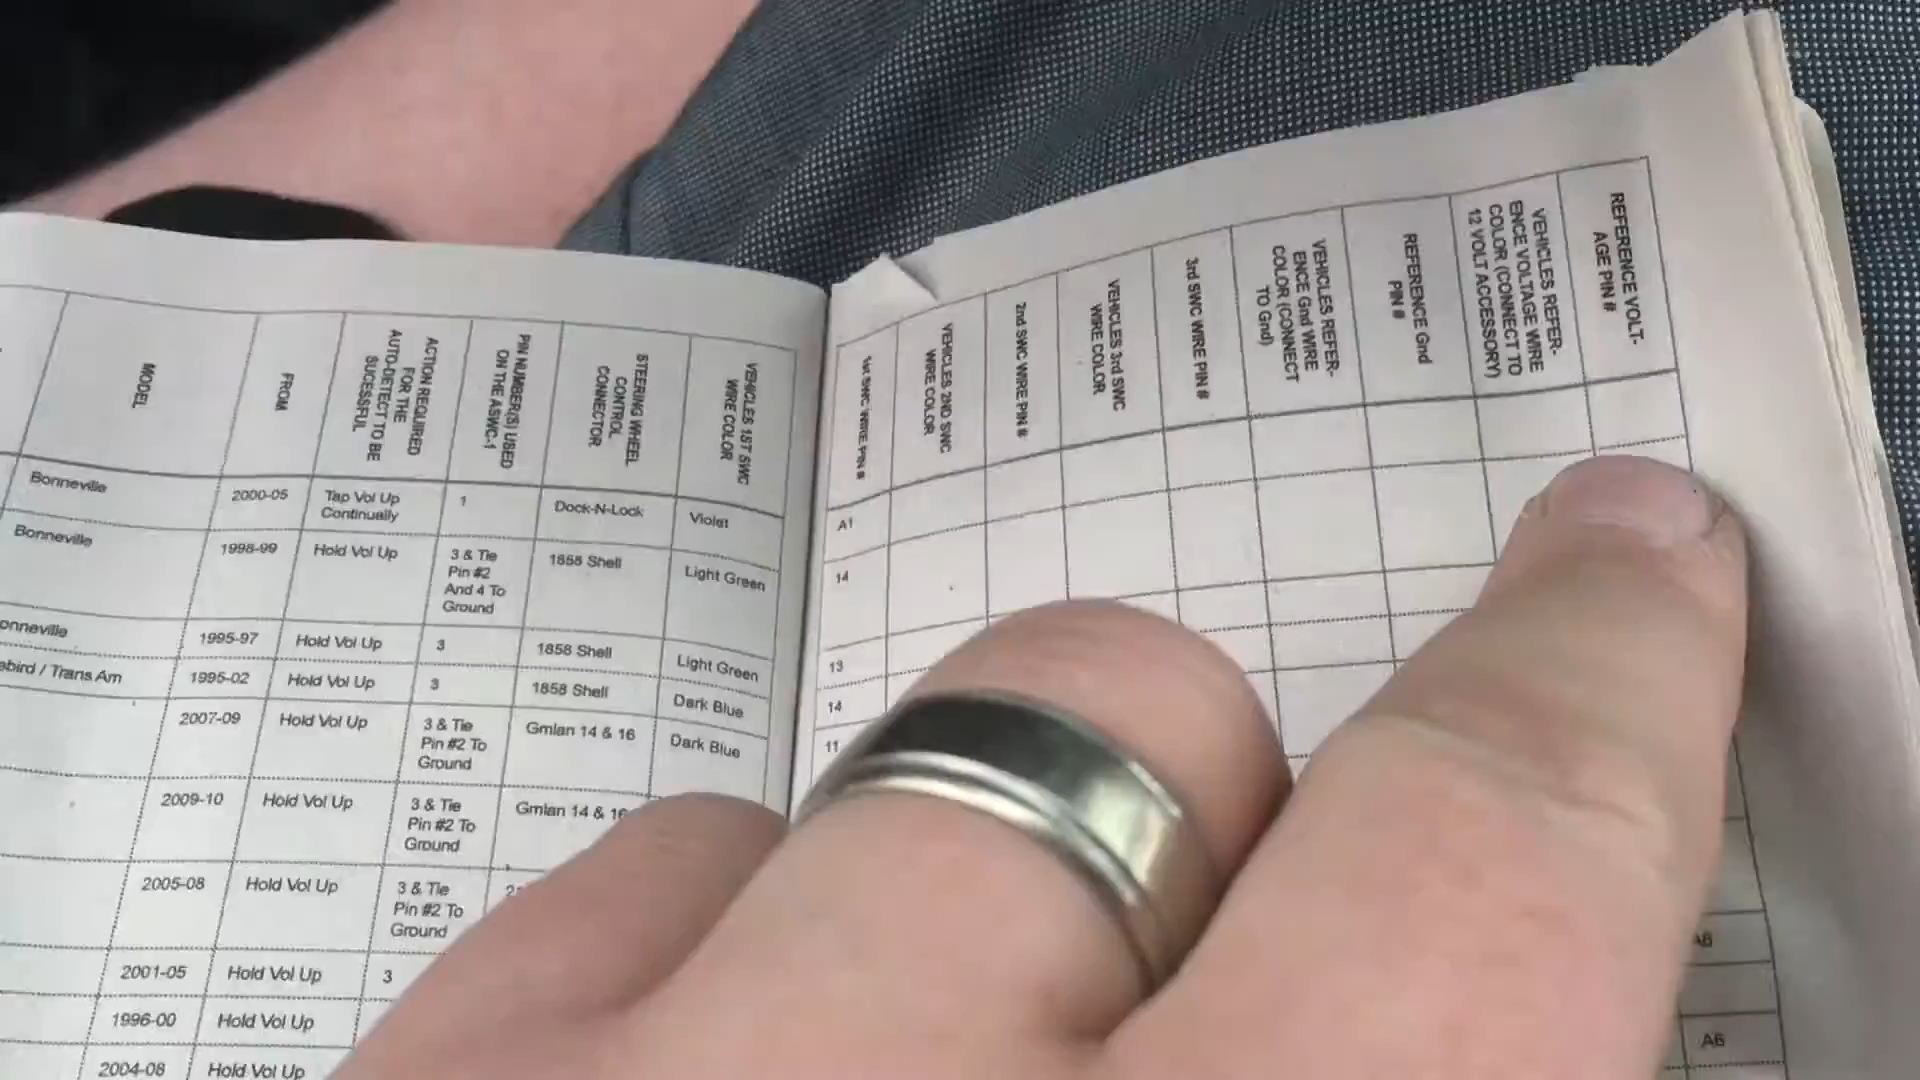 MODEL
FROM
ACTION REQUIRED
FOR THE
AUTO-DETECT TO BE
SUCESSFUL
PIN NUMBER(S) USED
ON THE ASWC-1
STEERING WHEEL
CONTROL
CONNECTOR
VEHICLES 1ST SWC
WIRE COLOR
1st SWC WIRE PIN #
VEHICLES 2ND SWC
WIRE COLOR
2nd SWC WIRE PIN #
VEHICLES 3rd SWC
WIRE COLOR
3rd SWC WIRE PIN #
VEHICLES REFER-
ENCE Gnd WIRE
COLOR (CONNECT
TO Gnd)
REFERENCE Gnd
PIN #
VEHICLES REFER-
ENCE VOLTAGE WIRE
COLOR (CONNECT TO
12 VOLT ACCESSORY)
REFERENCE VOLT-
AGE PIN #
Bonneville
2000-05
Tap Vol Up
Continually
1
Dock-N-Lock
Violet
A1
Bonneville
1998-99
Hold Vol Up
3 & Tie
Pin #2
And 4 To
Ground
1858 Shell
Light Green
14
onneville
1995-97
Hold Vol Up
3
1858 Shell
Light Green
13
ebird / Trans Am
1995-02
Hold Vol Up
3
1858 Shell
Dark Blue
14
2007-09
Hold Vol Up
3 & Tie
Pin #2 To
Ground
Gmlan 14 & 16
Dark Blue
11
2009-10
Hold Vol Up
3 & Tie
Pin #2 To
Ground
Gmlan 14 & 16
2005-08
Hold Vol Up
3 & Tie
Pin #2 To
Ground
2001-05
Hold Vol Up
3
1996-00
Hold Vol Up
2004-08
Hold Vol Up
A6